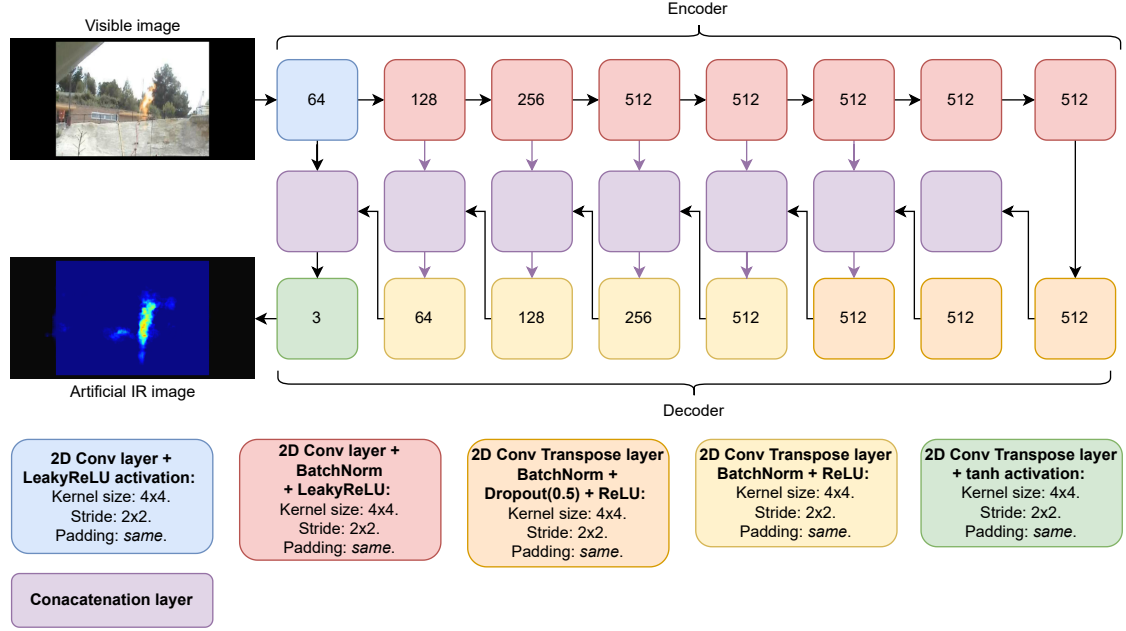 Encoder
Visible image
64
128
256
512
512
512
512
512
3
64
128
256
512
512
512
512
Artificial IR image
Decoder
2D Conv layer +
LeakyReLU activation:
Kernel size: 4x4.
Stride: 2x2.
Padding: same.
2D Conv layer +
BatchNorm
+ LeakyReLU:
Kernel size: 4x4.
Stride: 2x2.
Padding: same.
2D Conv Transpose layer
BatchNorm +
Dropout(0.5) + ReLU:
Kernel size: 4x4.
Stride: 2x2.
Padding: same.
2D Conv Transpose layer
BatchNorm + ReLU:
Kernel size: 4x4.
Stride: 2x2.
Padding: same.
2D Conv Transpose layer
+ tanh activation:
Kernel size: 4x4.
Stride: 2x2.
Padding: same.
Conacatenation layer